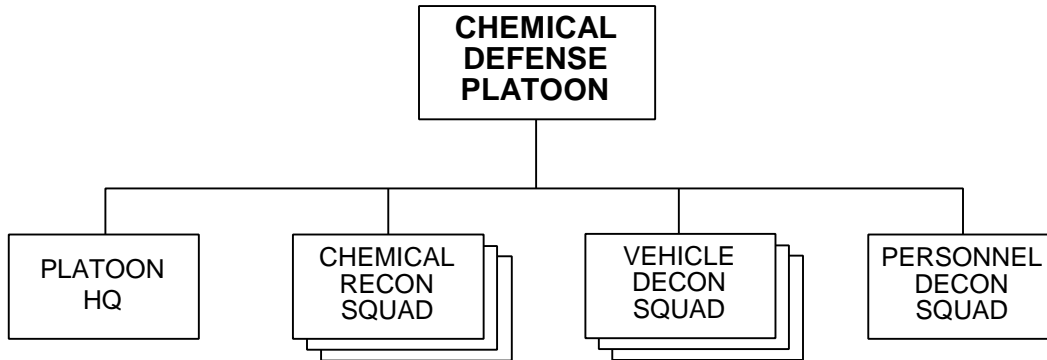 CHEMICAL
DEFENSE
PLATOON
PLATOON
HQ
CHEMICAL
RECON
SQUAD
VEHICLE
DECON
SQUAD
PERSONNEL
DECON
SQUAD